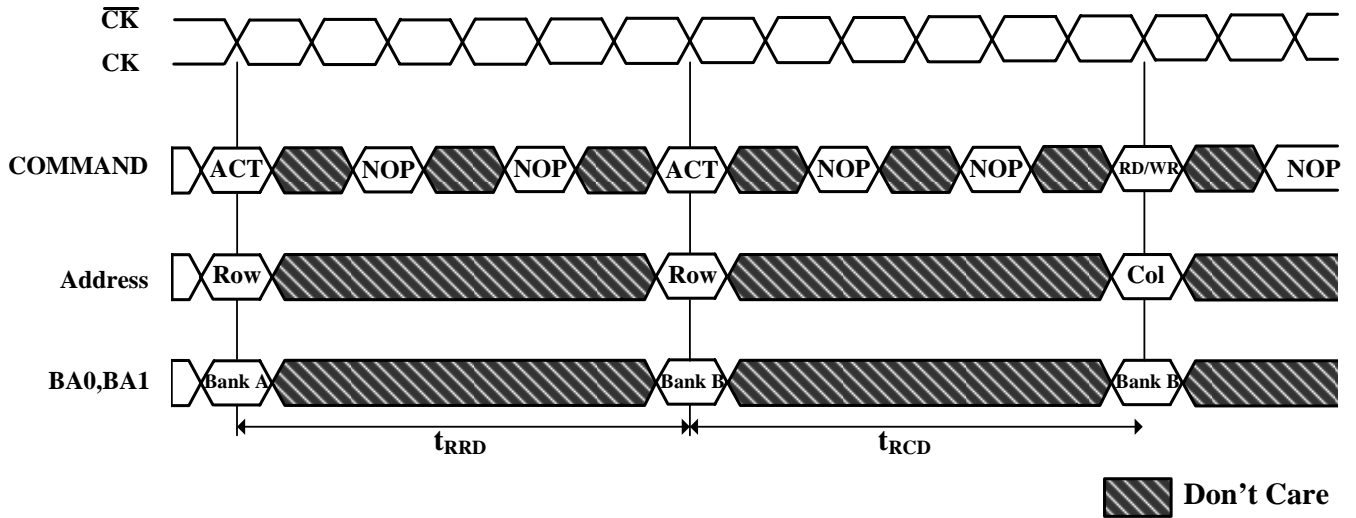 CK
CK
COMMAND ACT NOP NOP ACT NOP NOP RD/WR NOP
Address Row Row Col
BA0,BA1 Bank A Bank B Bank B
tRRD tRCD
Don't Care